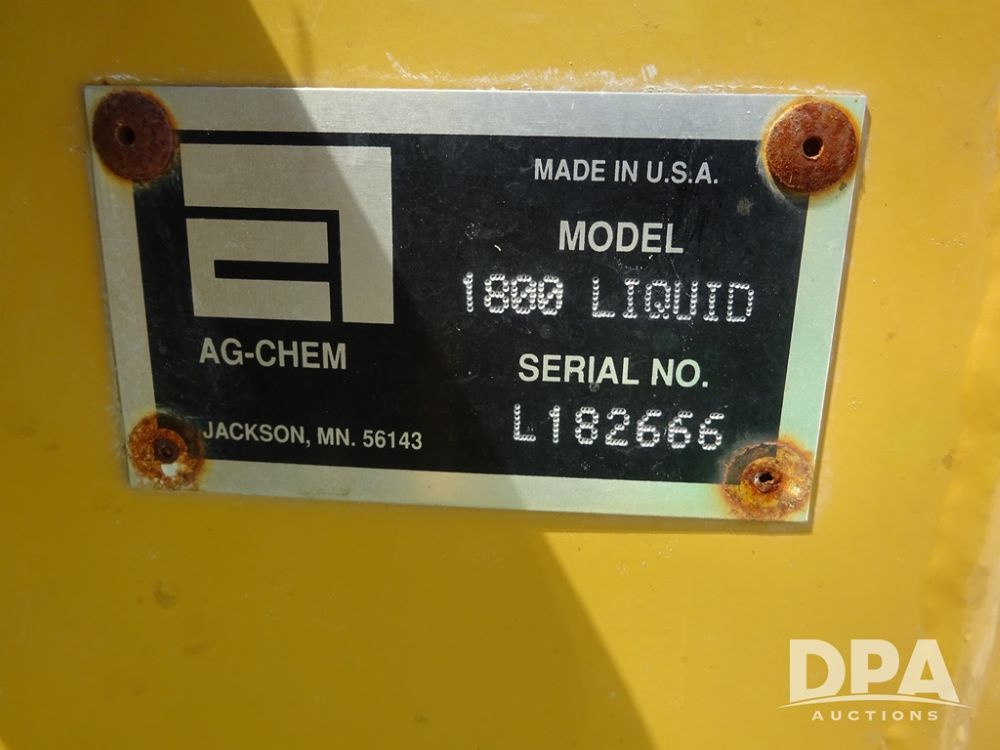 MADE IN U.S.A.
MODEL
1800 LIQUID
AG-CHEM
SERIAL NO.
L182666
JACKSON, MN. 56143
DPA
AUCTIONS